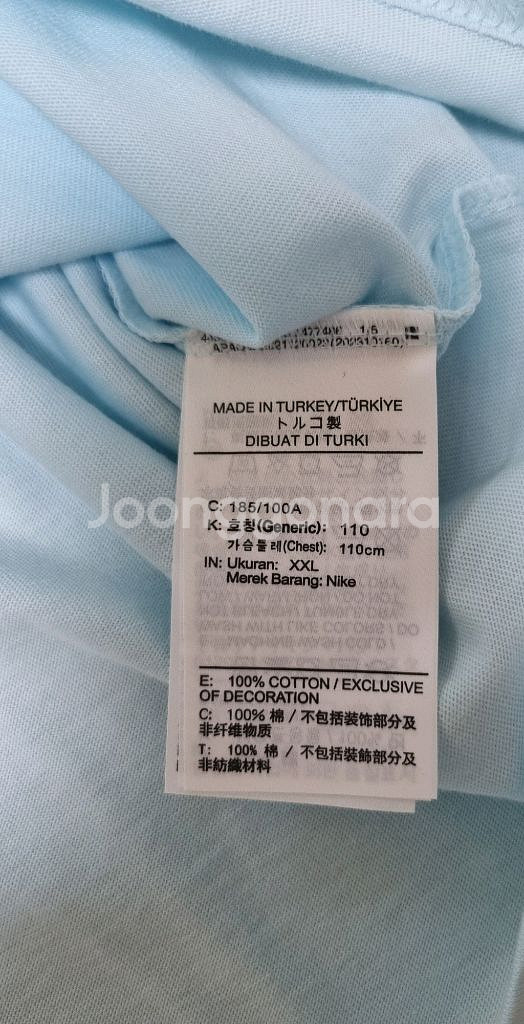 MADE IN TURKEY/TÜRKİYE
トルコ製
DIBUAT DI TURKI
Joonggonara
C: 185/100A
K: 호칭(Generic): 110
가슴둘레(Chest): 110cm
IN: Ukuran: XXL
Merek Barang: Nike
E: 100% COTTON / EXCLUSIVE
OF DECORATION
C: 100% 棉 / 不包括装饰部分及
非纤维物质
T: 100% 棉 / 不包括裝飾部分及
非紡織材料